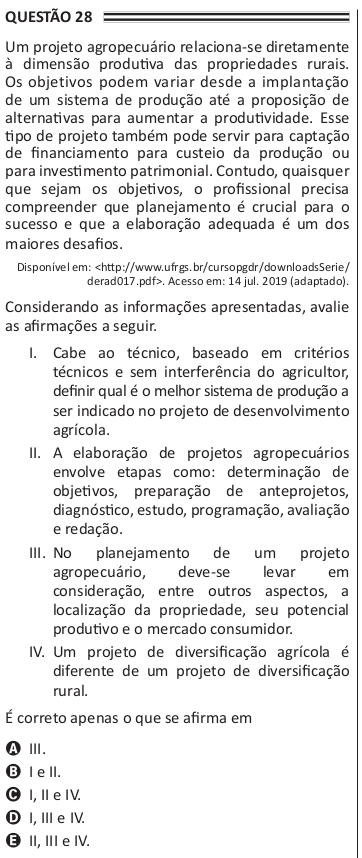 QUESTÃO 28
Um projeto agropecuário relaciona-se diretamente
à dimensão produtiva das propriedades rurais.
Os objetivos podem variar desde a implantação
de um sistema de produção até a proposição de
alternativas para aumentar a produtividade. Esse
tipo de projeto também pode servir para captação
de financiamento para custeio da produção ou
para investimento patrimonial. Contudo, quaisquer
que sejam os objetivos, o profissional precisa
compreender que planejamento é crucial para o
sucesso e que a elaboração adequada é um dos
maiores desafios.
Disponível em: <http://www.ufrgs.br/cursopgdr/downloadsSerie/
derad017.pdf>. Acesso em: 14 jul. 2019 (adaptado).
Considerando as informações apresentadas, avalie
as afirmações a seguir.
I. Cabe ao técnico, baseado em critérios
técnicos e sem interferência do agricultor,
definir qual é o melhor sistema de produção a
ser indicado no projeto de desenvolvimento
agrícola.
II. A elaboração de projetos agropecuários
envolve etapas como: determinação de
objetivos, preparação de anteprojetos,
diagnóstico, estudo, programação, avaliação
e redação.
III. No planejamento de um projeto
agropecuário, deve-se levar em
consideração, entre outros aspectos, a
localização da propriedade, seu potencial
produtivo e o mercado consumidor.
IV. Um projeto de diversificação agrícola é
diferente de um projeto de diversificação
rural.
É correto apenas o que se afirma em
A III.
B I e II.
C I, II e IV.
D I, III e IV.
E II, III e IV.